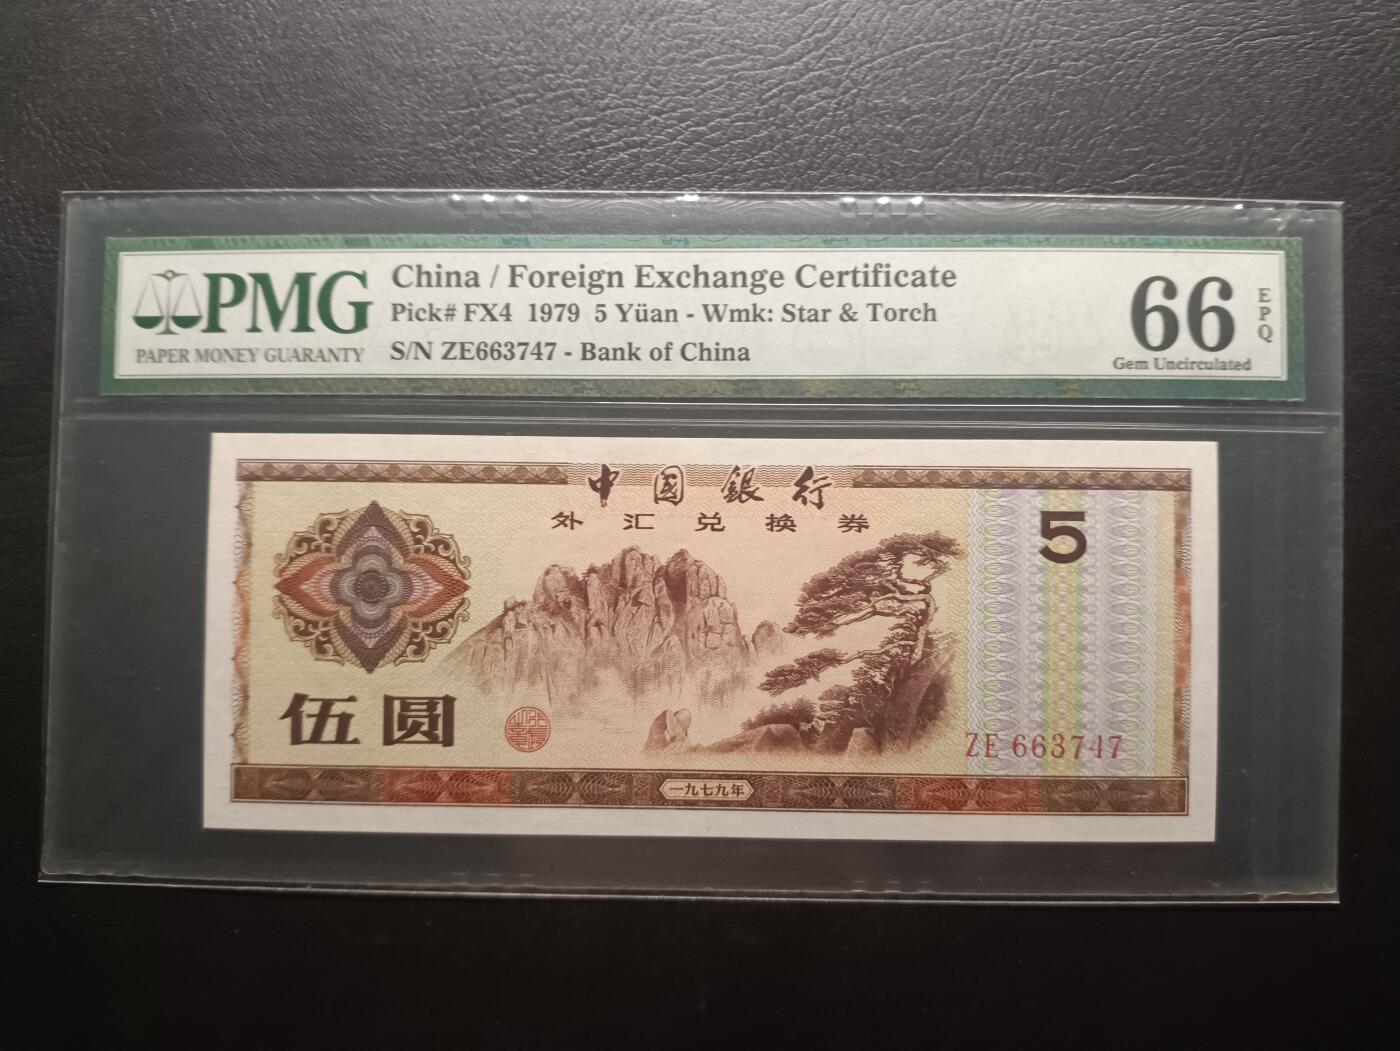 PMG
PAPER MONEY GUARANTY
China / Foreign Exchange Certificate
Pick# FX4 1979 5 Yüan - Wmk: Star & Torch
S/N ZE663747 - Bank of China
66
EPQ
Gem Uncirculated
中國銀行
外汇兑换券
5
伍圆
ZE 663747
一九七九年